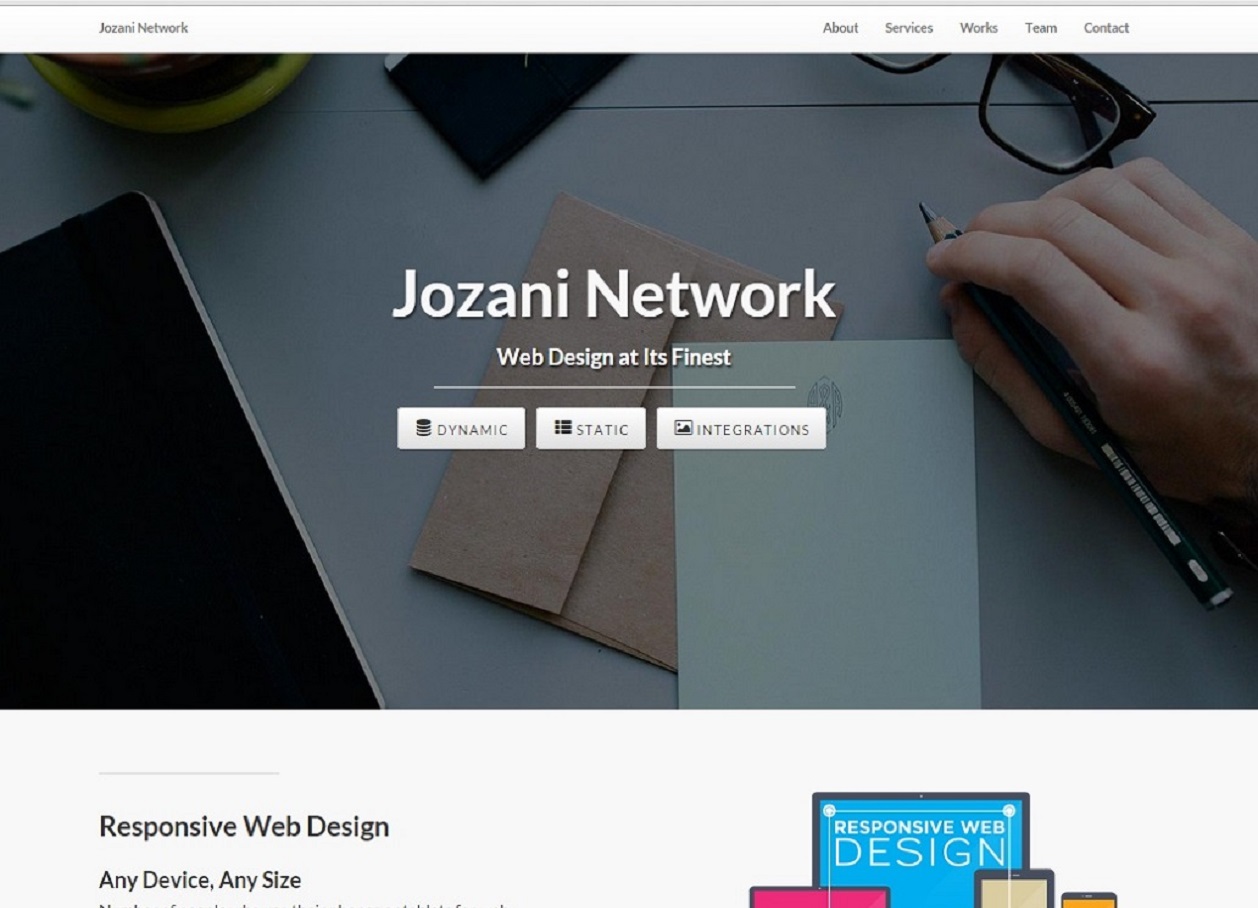 Jozani Network
About Services Works Team Contact
Jozani Network
Web Design at Its Finest
DYNAMIC STATIC INTEGRATIONS
Responsive Web Design
Any Device, Any Size
RESPONSIVE WEB
DESIGN